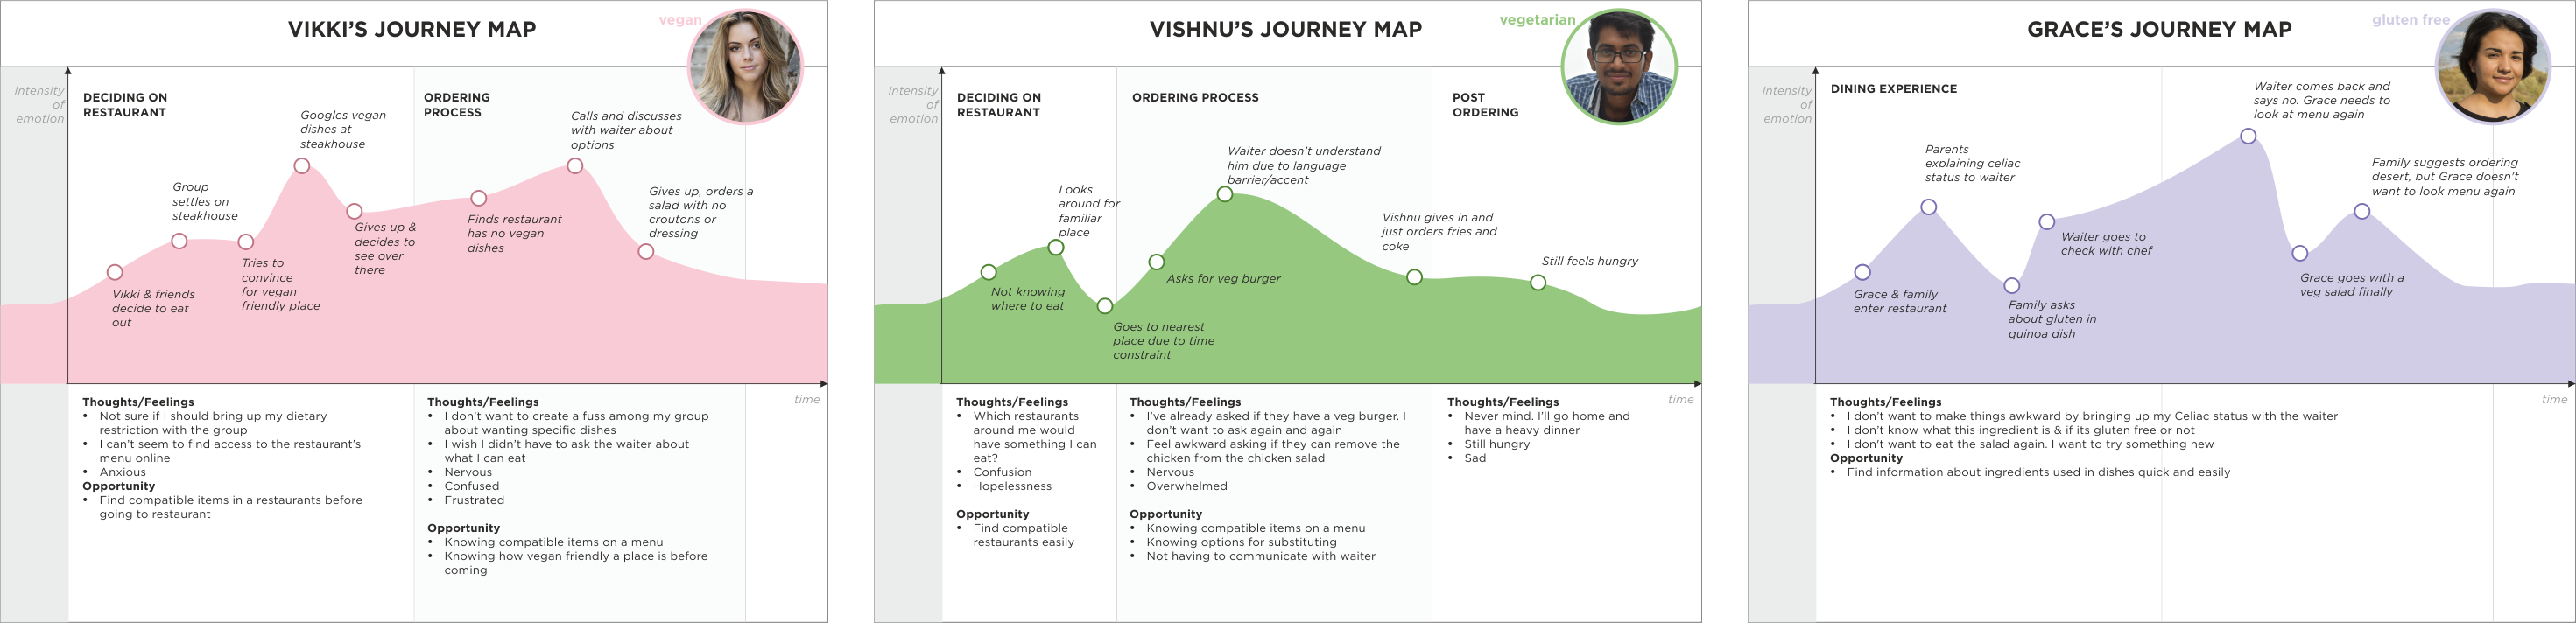 VIKKI’S JOURNEY MAP
vegan
Intensity
of
emotion
DECIDING ON
RESTAURANT
ORDERING
PROCESS
Googles vegan
dishes at
steakhouse
Calls and discusses
with waiter about
options
Group
settles on
steakhouse
Gives up, orders a
salad with no
croutons or
dressing
Gives up &
decides to
see over
there
Finds restaurant
has no vegan
dishes
Tries to
convince
for vegan
friendly place
Vikki & friends
decide to eat
out
time
Thoughts/Feelings
• Not sure if I should bring up my dietary
restriction with the group
• I can’t seem to find access to the restaurant’s
menu online
• Anxious
Opportunity
• Find compatible items in a restaurants before
going to restaurant
Thoughts/Feelings
• I don’t want to create a fuss among my group
about wanting specific dishes
• I wish I didn’t have to ask the waiter about
what I can eat
• Nervous
• Confused
• Frustrated
Opportunity
• Knowing compatible items on a menu
• Knowing how vegan friendly a place is before
coming
VISHNU’S JOURNEY MAP
vegetarian
Intensity
of
emotion
DECIDING ON
RESTAURANT
ORDERING PROCESS
POST
ORDERING
Waiter doesn’t understand
him due to language
barrier/accent
Looks
around for
familiar
place
Vishnu gives in and
just orders fries and
coke
Still feels hungry
Asks for veg burger
Not knowing
where to eat
Goes to nearest
place due to time
constraint
time
Thoughts/Feelings
• Which restaurants
around me would
have something I can
eat?
• Confusion
• Hopelessness
Opportunity
• Find compatible
restaurants easily
Thoughts/Feelings
• I’ve already asked if they have a veg burger. I
don’t want to ask again and again
• Feel awkward asking if they can remove the
chicken from the chicken salad
• Nervous
• Overwhelmed
Opportunity
• Knowing compatible items on a menu
• Knowing options for substituting
• Not having to communicate with waiter
Thoughts/Feelings
• Never mind. I’ll go home and
have a heavy dinner
• Still hungry
• Sad
GRACE’S JOURNEY MAP
gluten free
Intensity
of
emotion
DINING EXPERIENCE
Waiter comes back and
says no. Grace needs to
look at menu again
Parents
explaining celiac
status to waiter
Family suggests ordering
desert, but Grace doesn’t
want to look menu again
Waiter goes to
check with chef
Grace goes with a
veg salad finally
Grace & family
enter restaurant
Family asks
about gluten in
quinoa dish
time
Thoughts/Feelings
• I don’t want to make things awkward by bringing up my Celiac status with the waiter
• I don’t know what this ingredient is & if its gluten free or not
• I don’t want to eat the salad again. I want to try something new
Opportunity
• Find information about ingredients used in dishes quick and easily